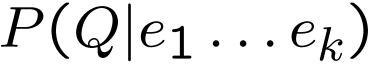 P(Q|e₁ … eₖ)